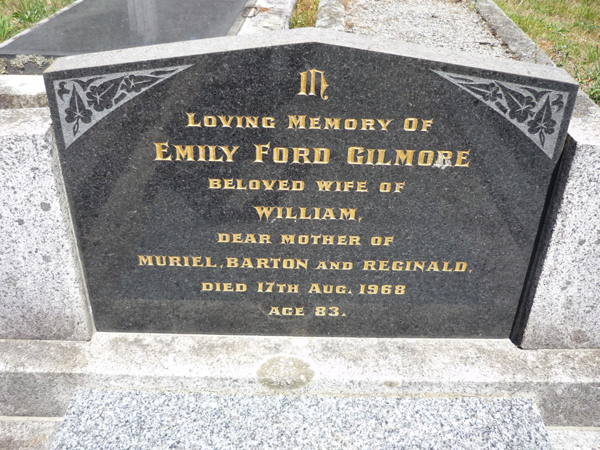 IN
LOVING MEMORY OF
EMILY FORD GILMORE
BELOVED WIFE OF
WILLIAM,
DEAR MOTHER OF
MURIEL, BARTON AND REGINALD,
DIED 17TH AUG. 1968
AGE 83.